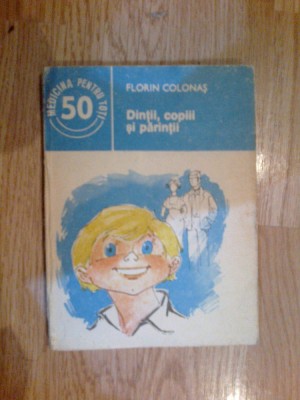 MEDICINA PENTRU TOȚI
50
FLORIN COLONAȘ
Dinții, copiii
și părinții